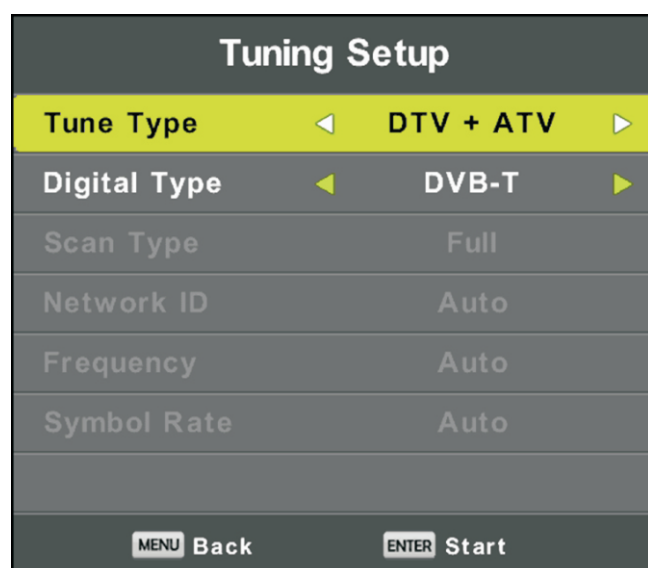 Tuning Setup
Tune Type DTV + ATV
Digital Type DVB-T
Scan Type Full
Network ID Auto
Frequency Auto
Symbol Rate Auto
MENU Back ENTER Start